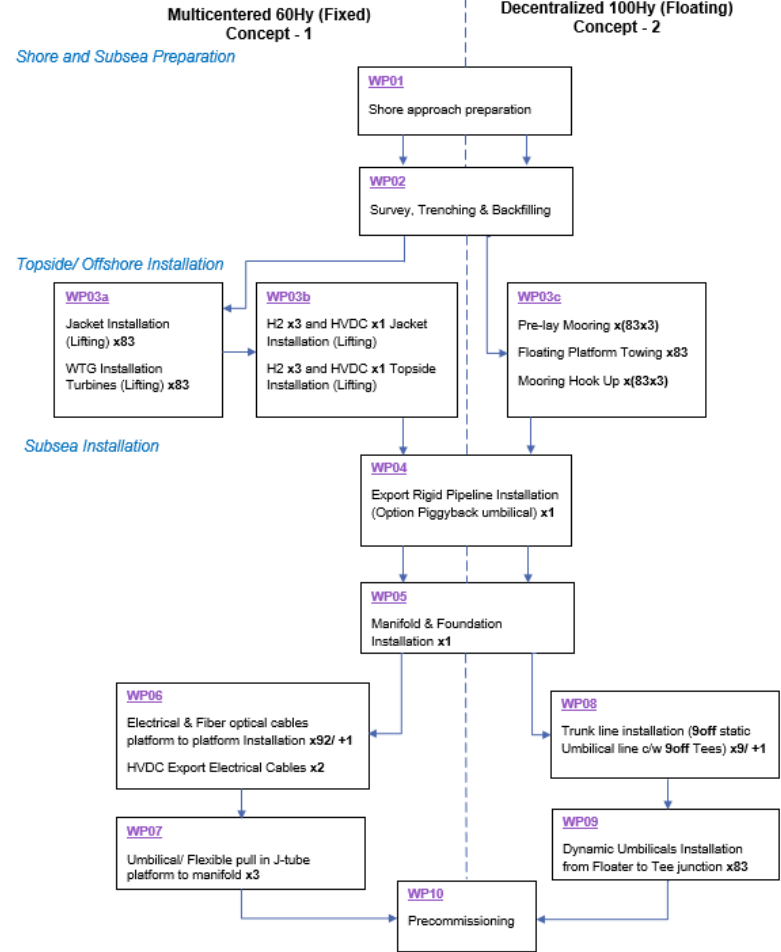 Multicentered 60Hy (Fixed)
Concept - 1
Decentralized 100Hy (Floating)
Concept - 2
Shore and Subsea Preparation
WP01
Shore approach preparation
WP02
Survey, Trenching & Backfilling
Topside/ Offshore Installation
WP03a
Jacket Installation
(Lifting) x83
WTG Installation
Turbines (Lifting) x83
WP03b
H2 x3 and HVDC x1 Jacket
Installation (Lifting)
H2 x3 and HVDC x1 Topside
Installation (Lifting)
WP03c
Pre-lay Mooring x(83x3)
Floating Platform Towing x83
Mooring Hook Up x(83x3)
Subsea Installation
WP04
Export Rigid Pipeline Installation
(Option Piggyback umbilical) x1
WP05
Manifold & Foundation
Installation x1
WP06
Electrical & Fiber optical cables
platform to platform Installation x92/ +1
HVDC Export Electrical Cables x2
WP08
Trunk line installation (9off static
Umbilical line c/w 9off Tees) x9/ +1
WP07
Umbilical/ Flexible pull in J-tube
platform to manifold x3
WP09
Dynamic Umbilicals Installation
from Floater to Tee junction x83
WP10
Precommissioning